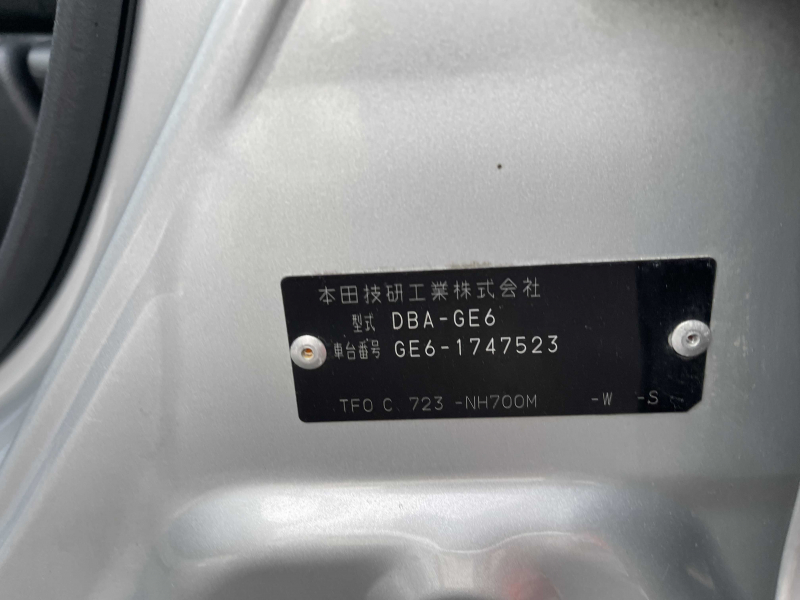 本田技研工業株式会社
型式 DBA-GE6
車台番号 GE6-1747523
TF0 C 723 -NH700M -W -S